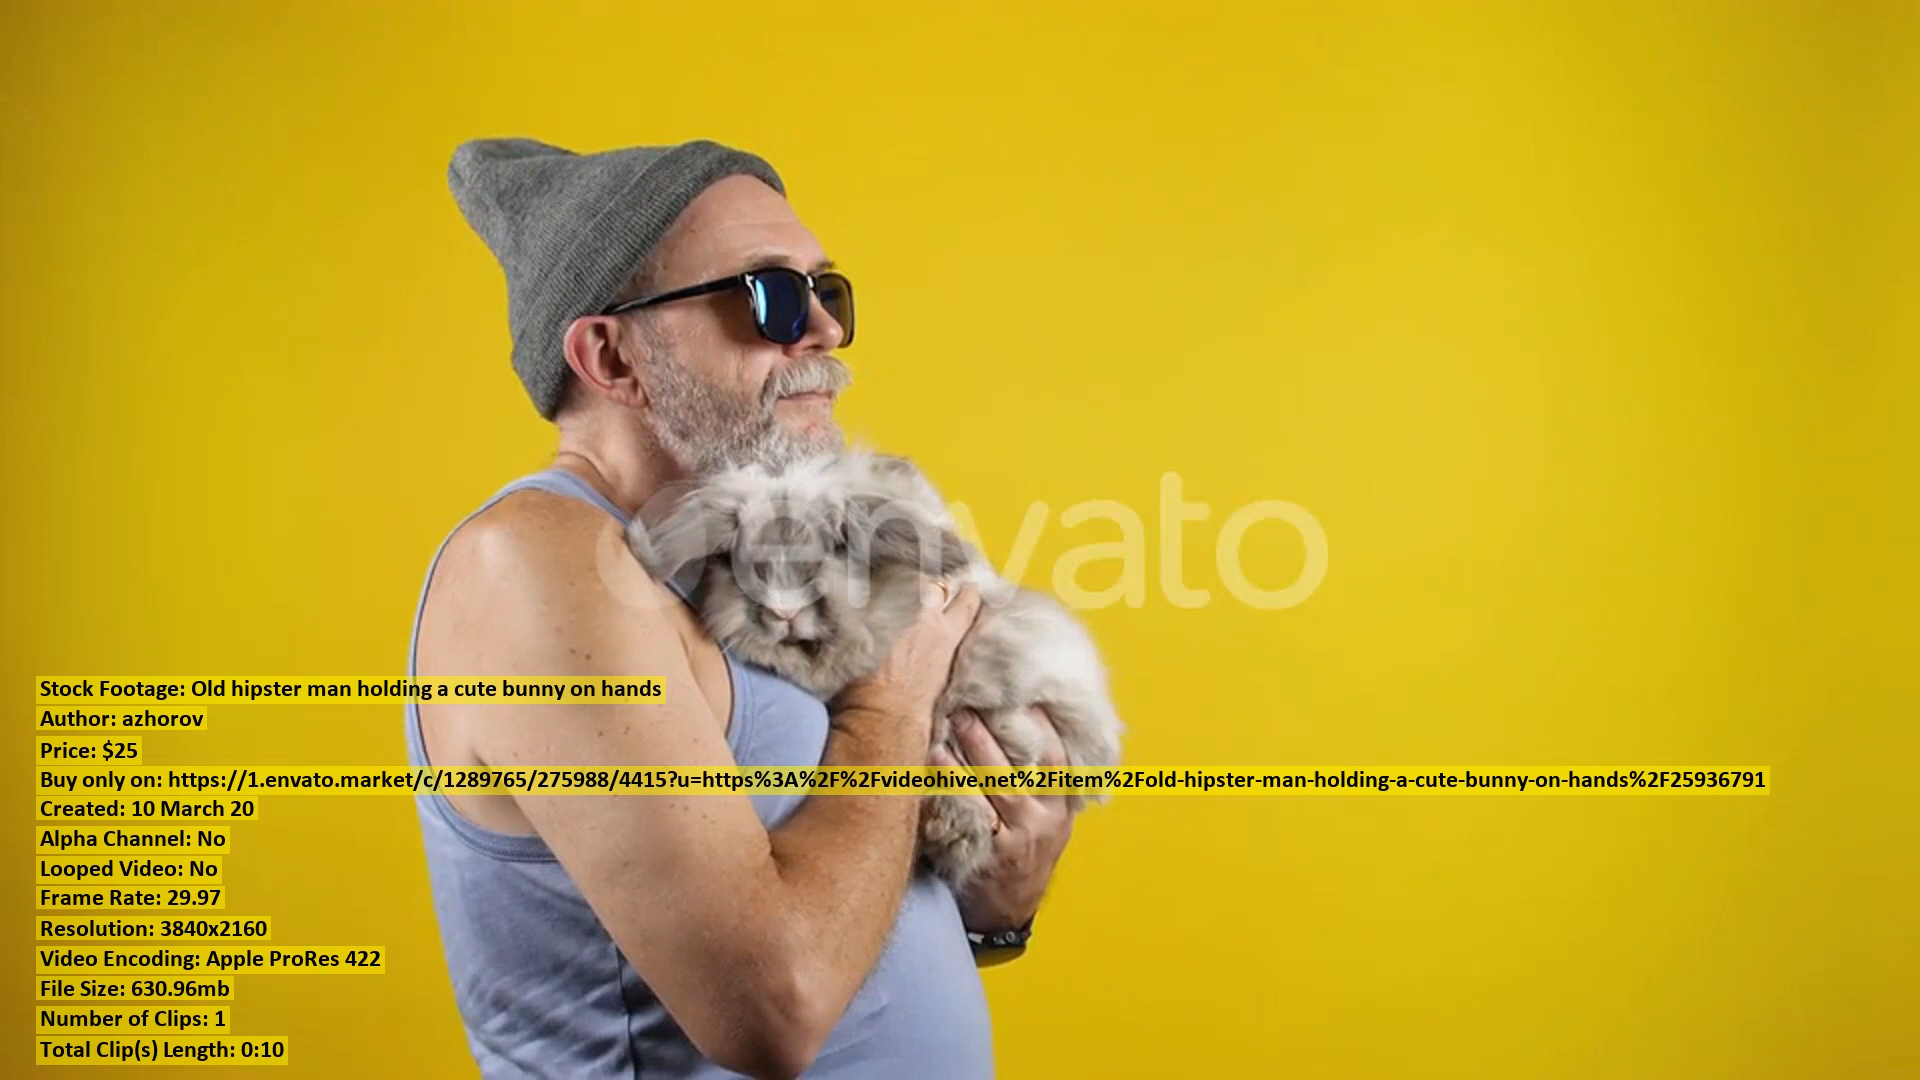 envato
Stock Footage: Old hipster man holding a cute bunny on hands
Author: azhorov
Price: $25
Buy only on: https://1.envato.market/c/1289765/275988/4415?u=https%3A%2F%2Fvideohive.net%2Fitem%2Fold-hipster-man-holding-a-cute-bunny-on-hands%2F25936791
Created: 10 March 20
Alpha Channel: No
Looped Video: No
Frame Rate: 29.97
Resolution: 3840x2160
Video Encoding: Apple ProRes 422
File Size: 630.96mb
Number of Clips: 1
Total Clip(s) Length: 0:10